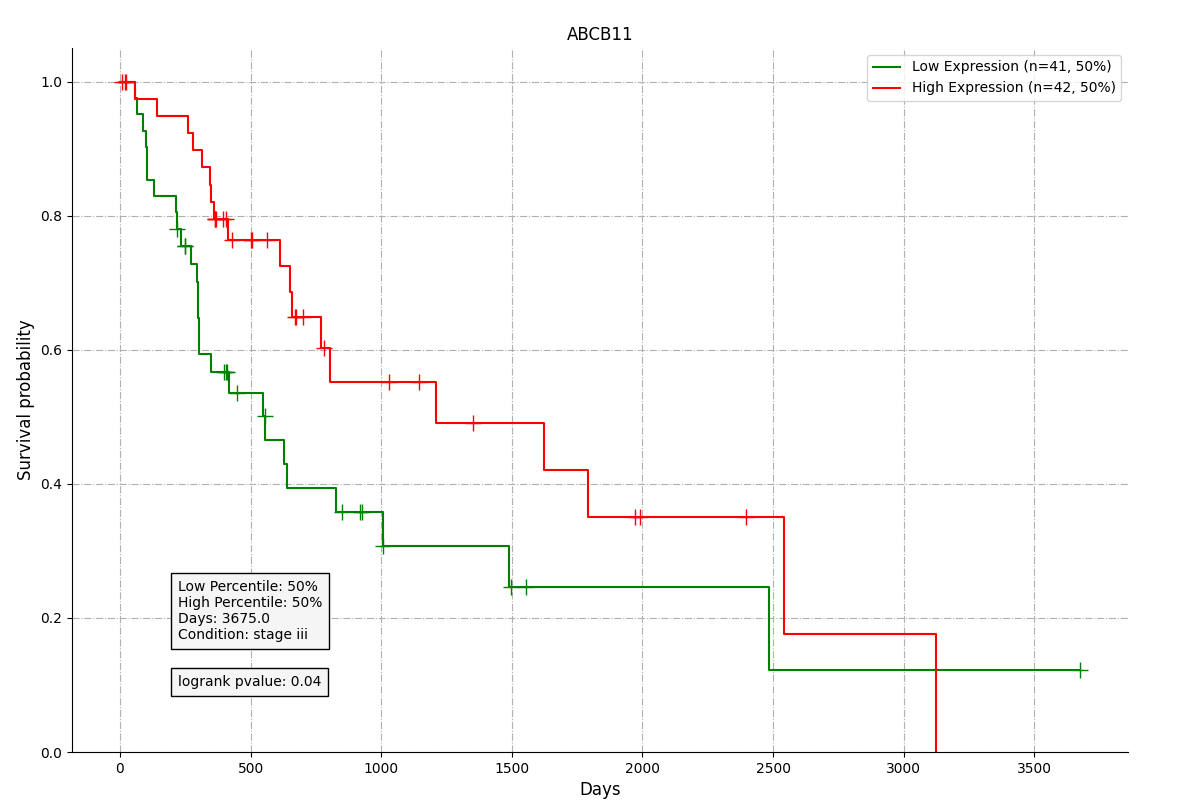 ABCB11
Low Expression (n=41, 50%)
High Expression (n=42, 50%)
Survival probability
1.0
0.8
0.6
0.4
0.2
0.0
Low Percentile: 50%
High Percentile: 50%
Days: 3675.0
Condition: stage iii
logrank pvalue: 0.04
0 500 1000 1500 2000 2500 3000 3500
Days